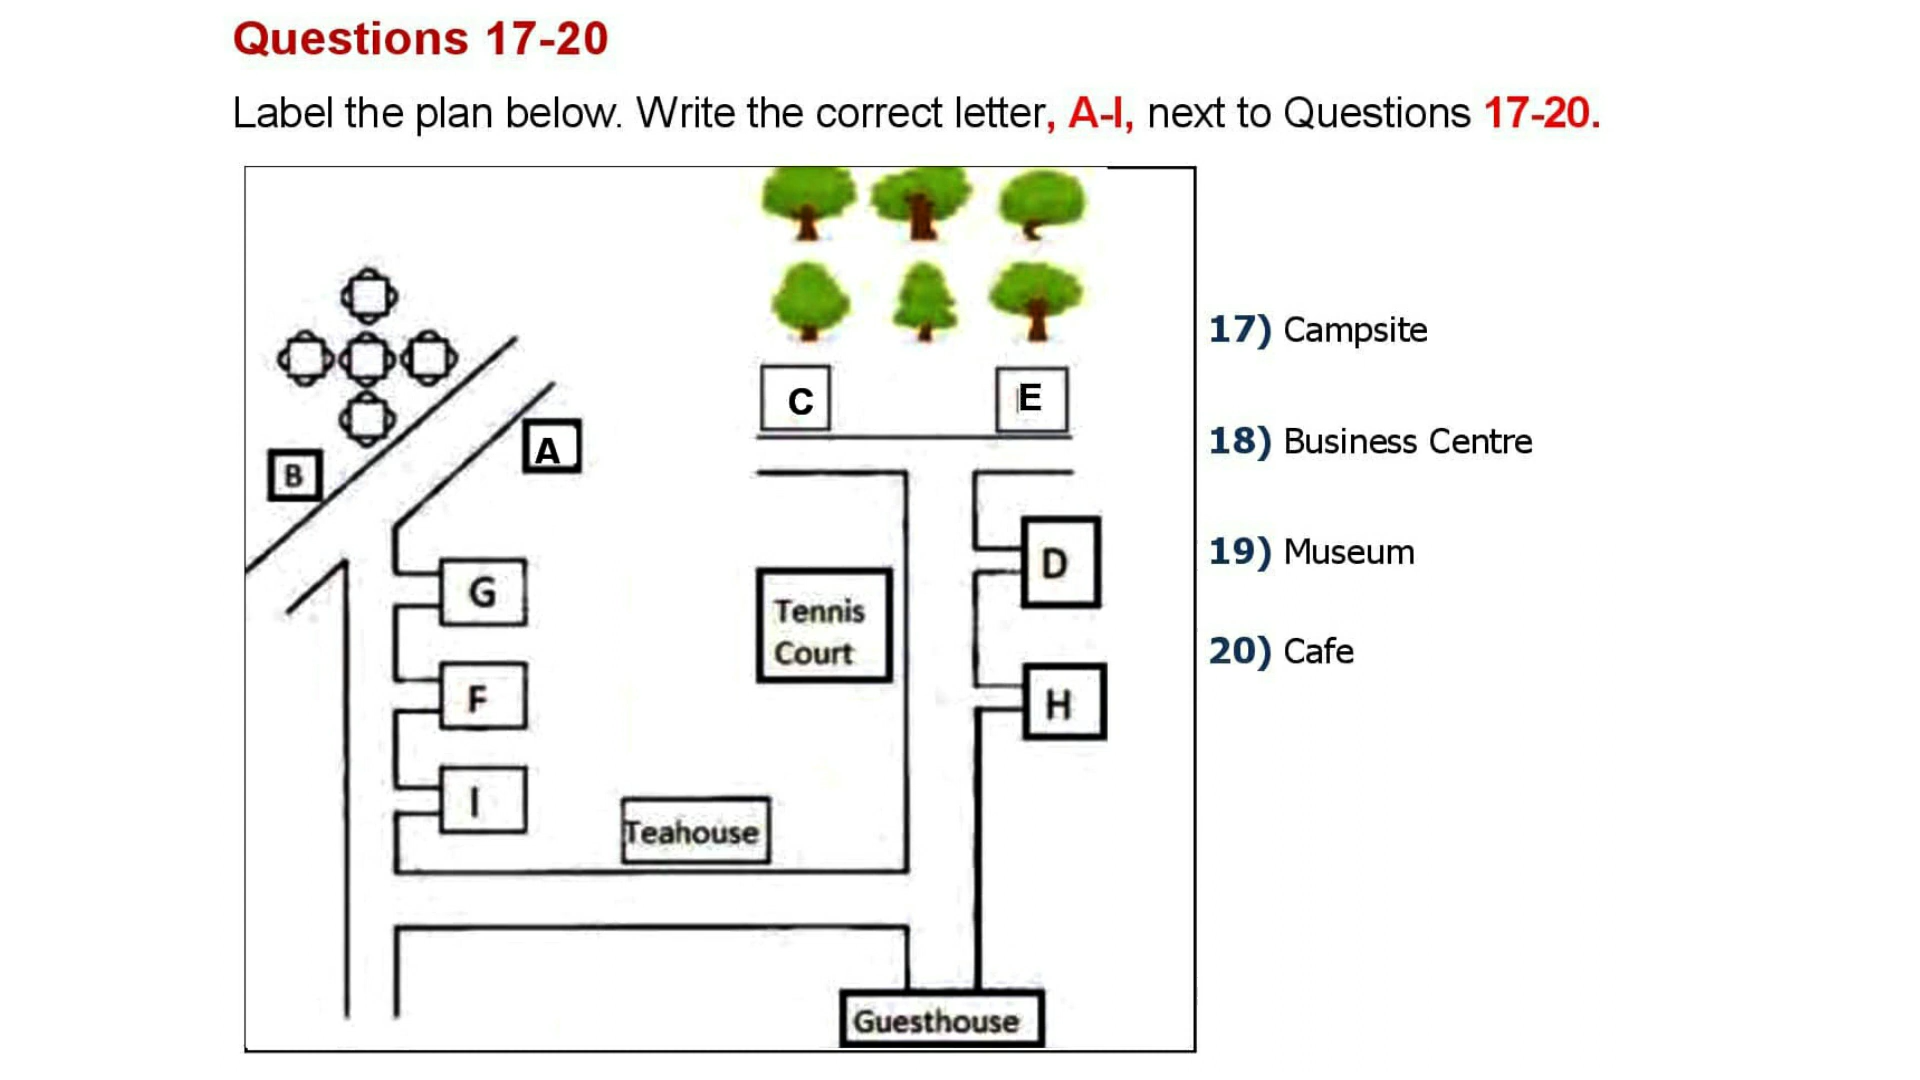 Questions 17-20
Label the plan below. Write the correct letter, A-I, next to Questions 17-20.
C
E
A
B
G
D
Tennis
Court
F
H
I
Teahouse
Guesthouse
17) Campsite
18) Business Centre
19) Museum
20) Cafe